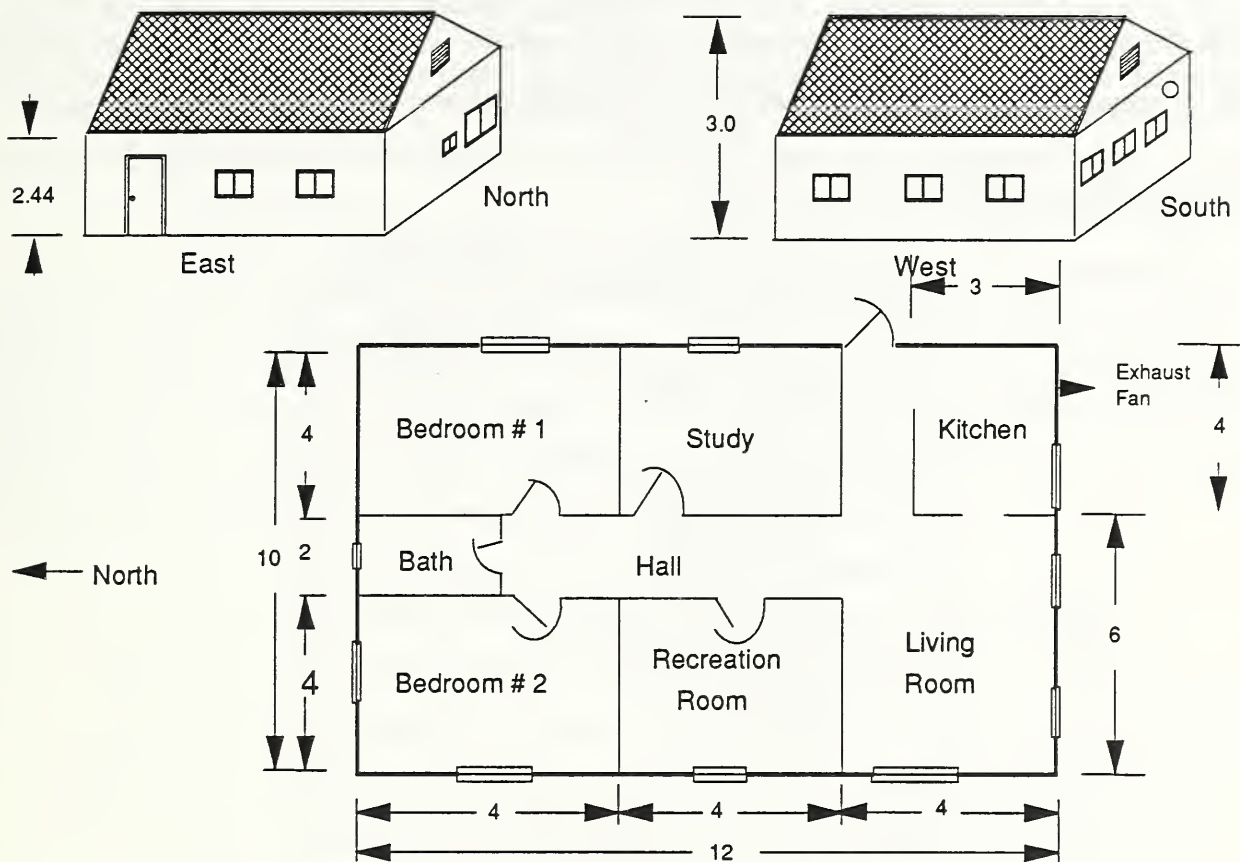 2.44
North
East
3.0
South
West
3
Exhaust
Fan
4
Bedroom # 1
Study
Kitchen
4
10
2
Bath
Hall
North
6
4
Bedroom # 2
Recreation
Room
Living
Room
4
4
4
12